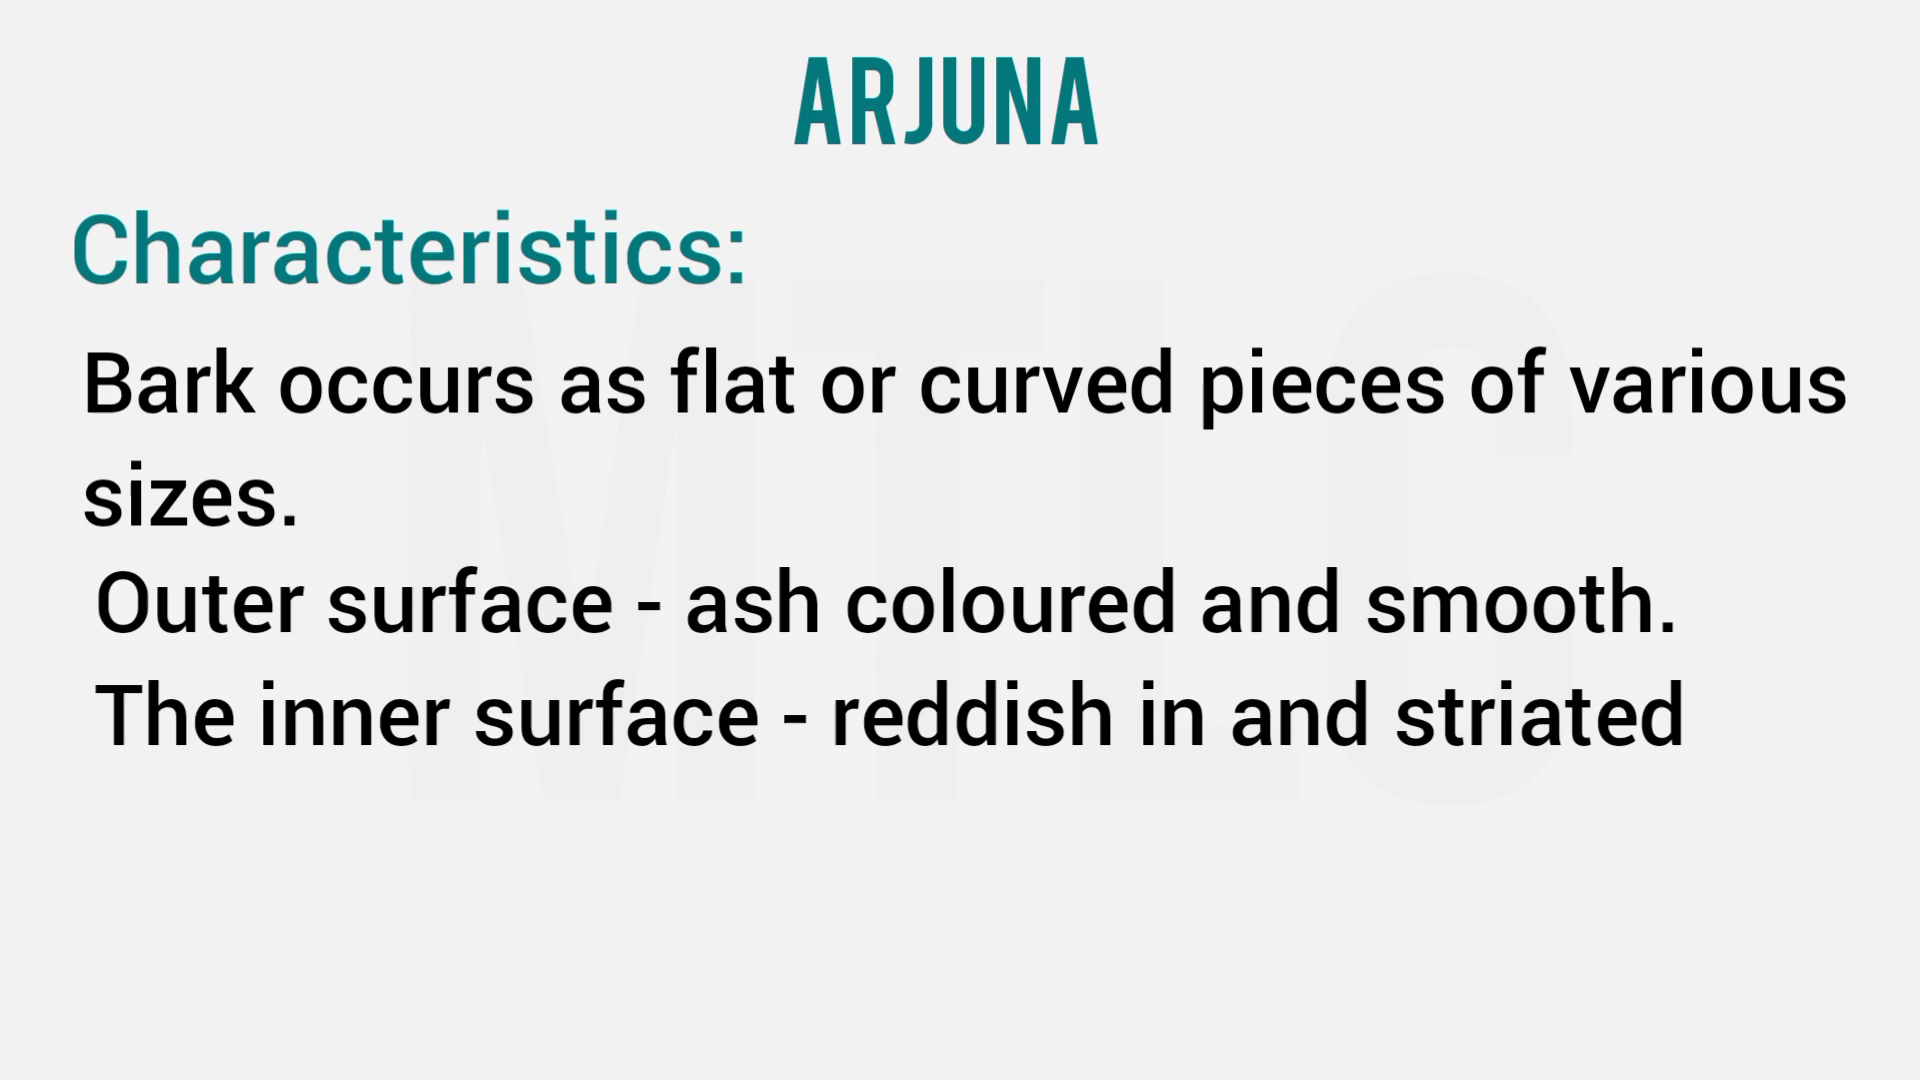 ARJUNA
Characteristics:
Bark occurs as flat or curved pieces of various
sizes.
Outer surface - ash coloured and smooth.
The inner surface - reddish in and striated
MTLC